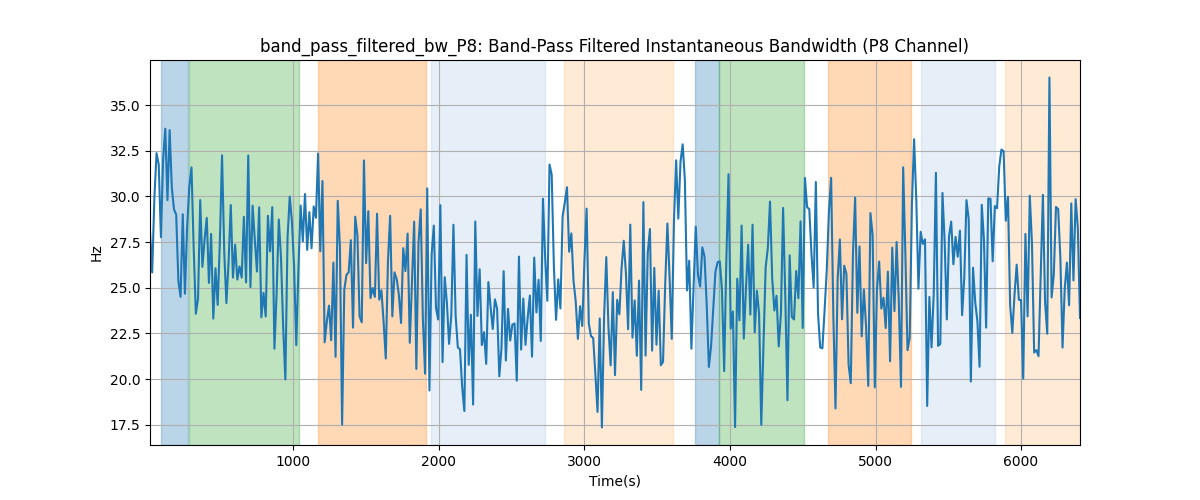 band_pass_filtered_bw_P8: Band-Pass Filtered Instantaneous Bandwidth (P8 Channel)
35.0
32.5
30.0
27.5
25.0
22.5
20.0
17.5
Hz
1000 2000 3000 4000 5000 6000
Time(s)